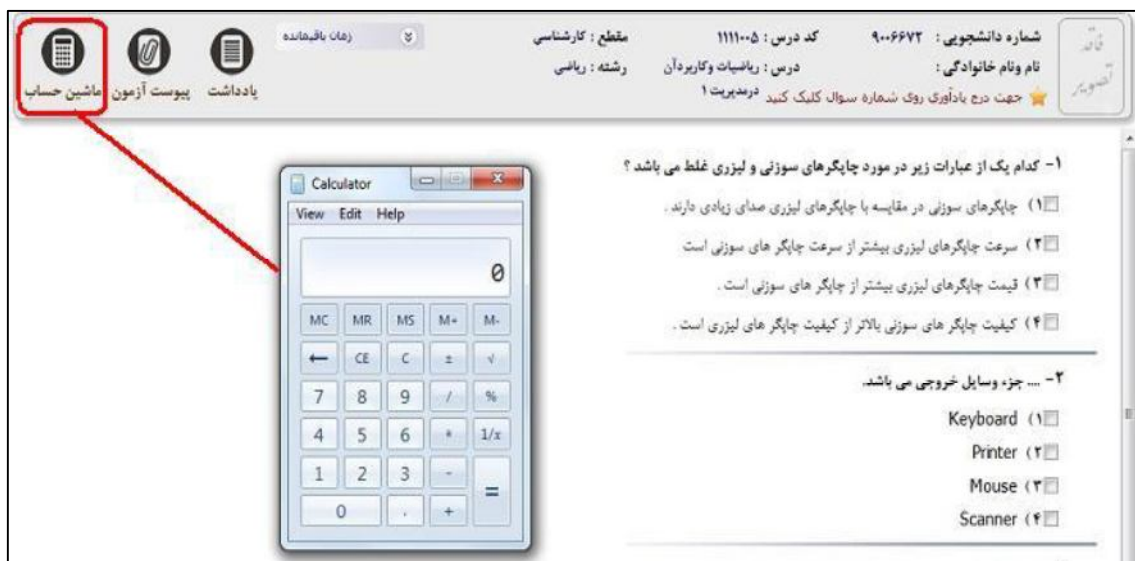 شماره دانشجویی : ۹۰۰۶۶۷۲
کد درس : ۱۱۱۱۰۰۵
مقطع : کارشناسی
زمان باقیمانده
نام ونام خانوادگی :
درس : ریاضیات وکاربردآن
درمدیریت ۱
رشته : ریاضی
جهت درج یادآوری روی شماره سوال کلیک کنید
فاقد
تصویر
یادداشت
پیوست آزمون
ماشین حساب
۱- کدام یک از عبارات زیر در مورد چاپگرهای سوزنی و لیزری غلط می باشد ؟
۱) چاپگرهای سوزنی در مقایسه با چاپگرهای لیزری صدای زیادی دارند .
۲) سرعت چاپگرهای لیزری بیشتر از سرعت چاپگر های سوزنی است
۳) قیمت چاپگرهای لیزری بیشتر از چاپگر های سوزنی است .
۴) کیفیت چاپگر های سوزنی بالاتر از کیفیت چاپگر های لیزری است .
۲- .... جزء وسایل خروجی می باشد.
۱) Keyboard
۲) Printer
۳) Mouse
۴) Scanner
Calculator
View Edit Help
0
MC MR MS M+ M-
← CE C ± √
7 8 9 / %
4 5 6 * 1/x
1 2 3 - =
0 . +